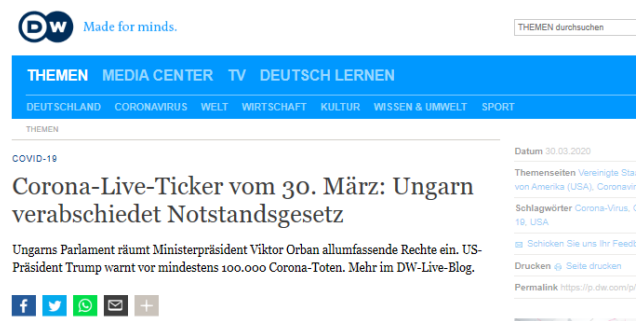 DW Made for minds.
THEMEN durchsuchen
THEMEN MEDIA CENTER TV DEUTSCH LERNEN
DEUTSCHLAND CORONAVIRUS WELT WIRTSCHAFT KULTUR WISSEN & UMWELT SPORT
THEMEN
COVID-19
Corona-Live-Ticker vom 30. März: Ungarn
verabschiedet Notstandsgesetz
Ungarns Parlament räumt Ministerpräsident Viktor Orban allumfassende Rechte ein. US-
Präsident Trump warnt vor mindestens 100.000 Corona-Toten. Mehr im DW-Live-Blog.
Datum 30.03.2020
Themenseiten Vereinigte Sta
von Amerika (USA), Coronavir
Schlagwörter Corona-Virus, C
19, USA
Schicken Sie uns Ihr Feedb
Drucken Seite drucken
Permalink https://p.dw.com/p/